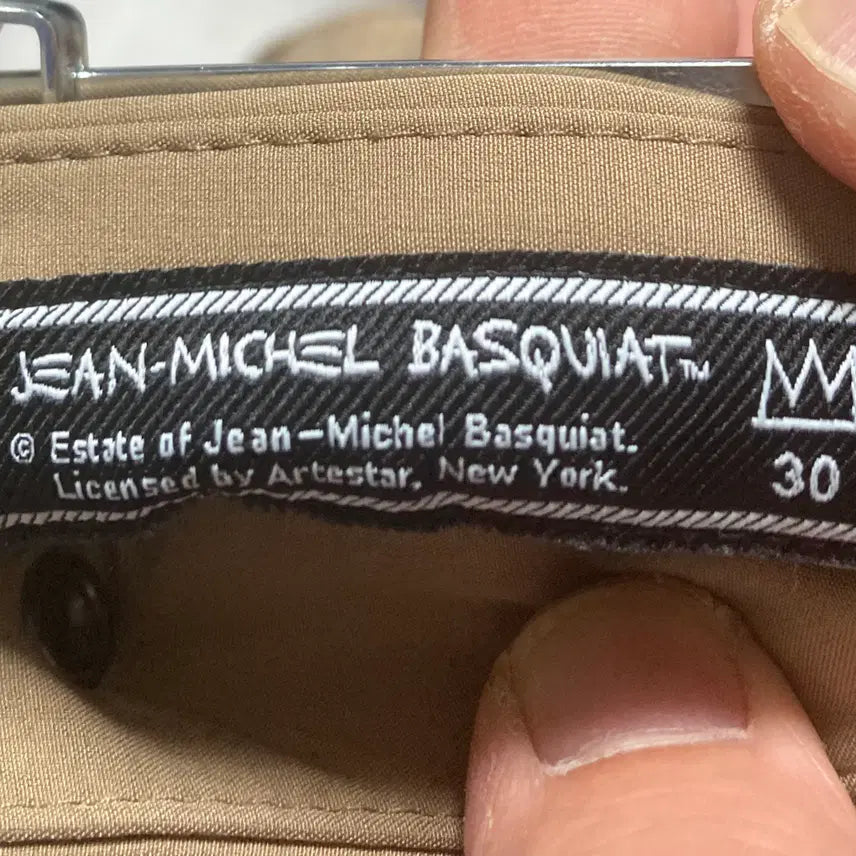 JEAN-MICHEL BASQUIAT™
© Estate of Jean-Michel Basquiat.
Licensed by Artestar, New York.
30